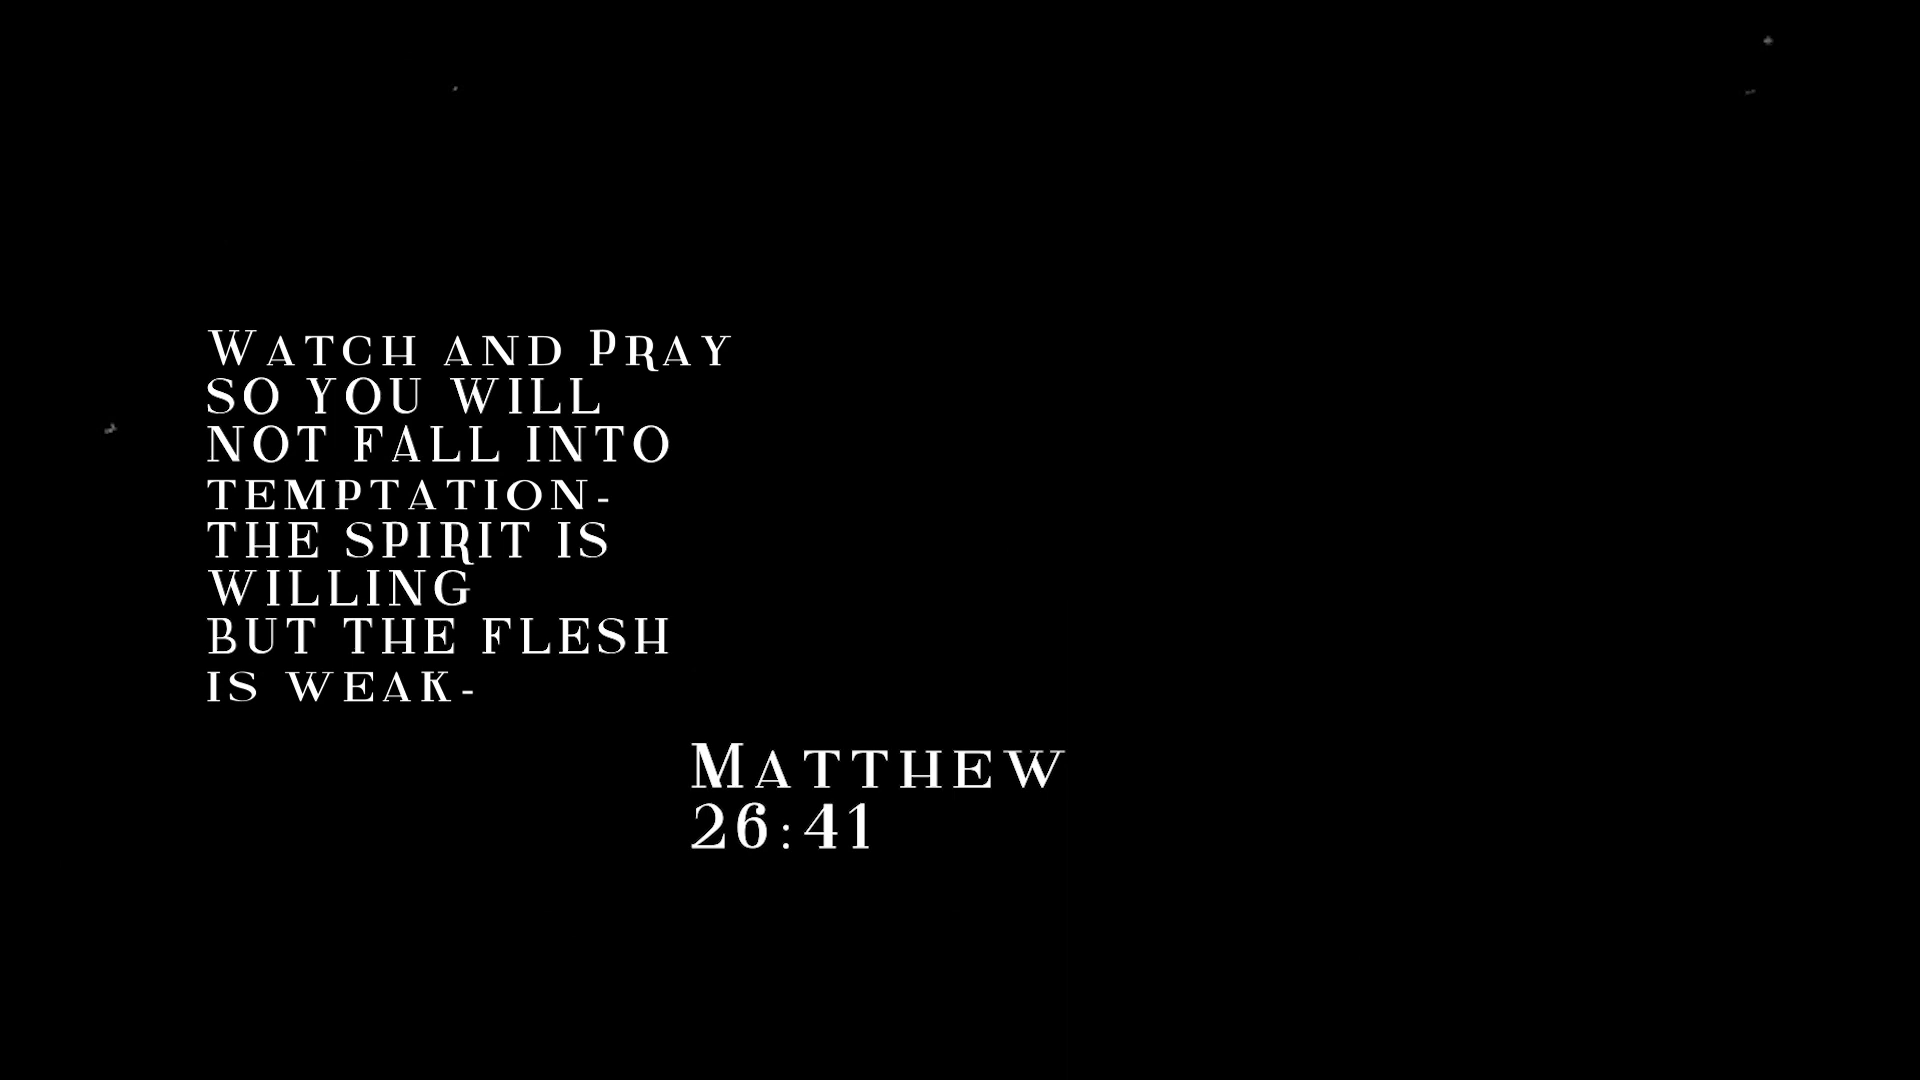 Watch and Pray
so you will
not fall into
temptation-
the spirit is
willing
but the flesh
is weak-
Matthew
26:41